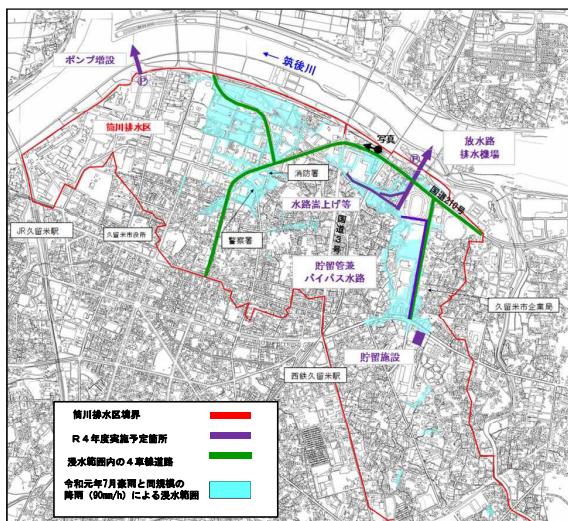 ポンプ増設
筑後川
筒川排水区
写真
放水路
排水機場
消防署
国道210号
水路嵩上げ等
国道3号
JR久留米駅
久留米市役所
警察署
貯留管兼
バイパス水路
久留米市企業局
貯留施設
西鉄久留米駅
筒川排水区境界
R4年度実施予定箇所
浸水範囲内の4車線道路
令和元年7月豪雨と同規模の
降雨（90mm/h）による浸水範囲
P
P